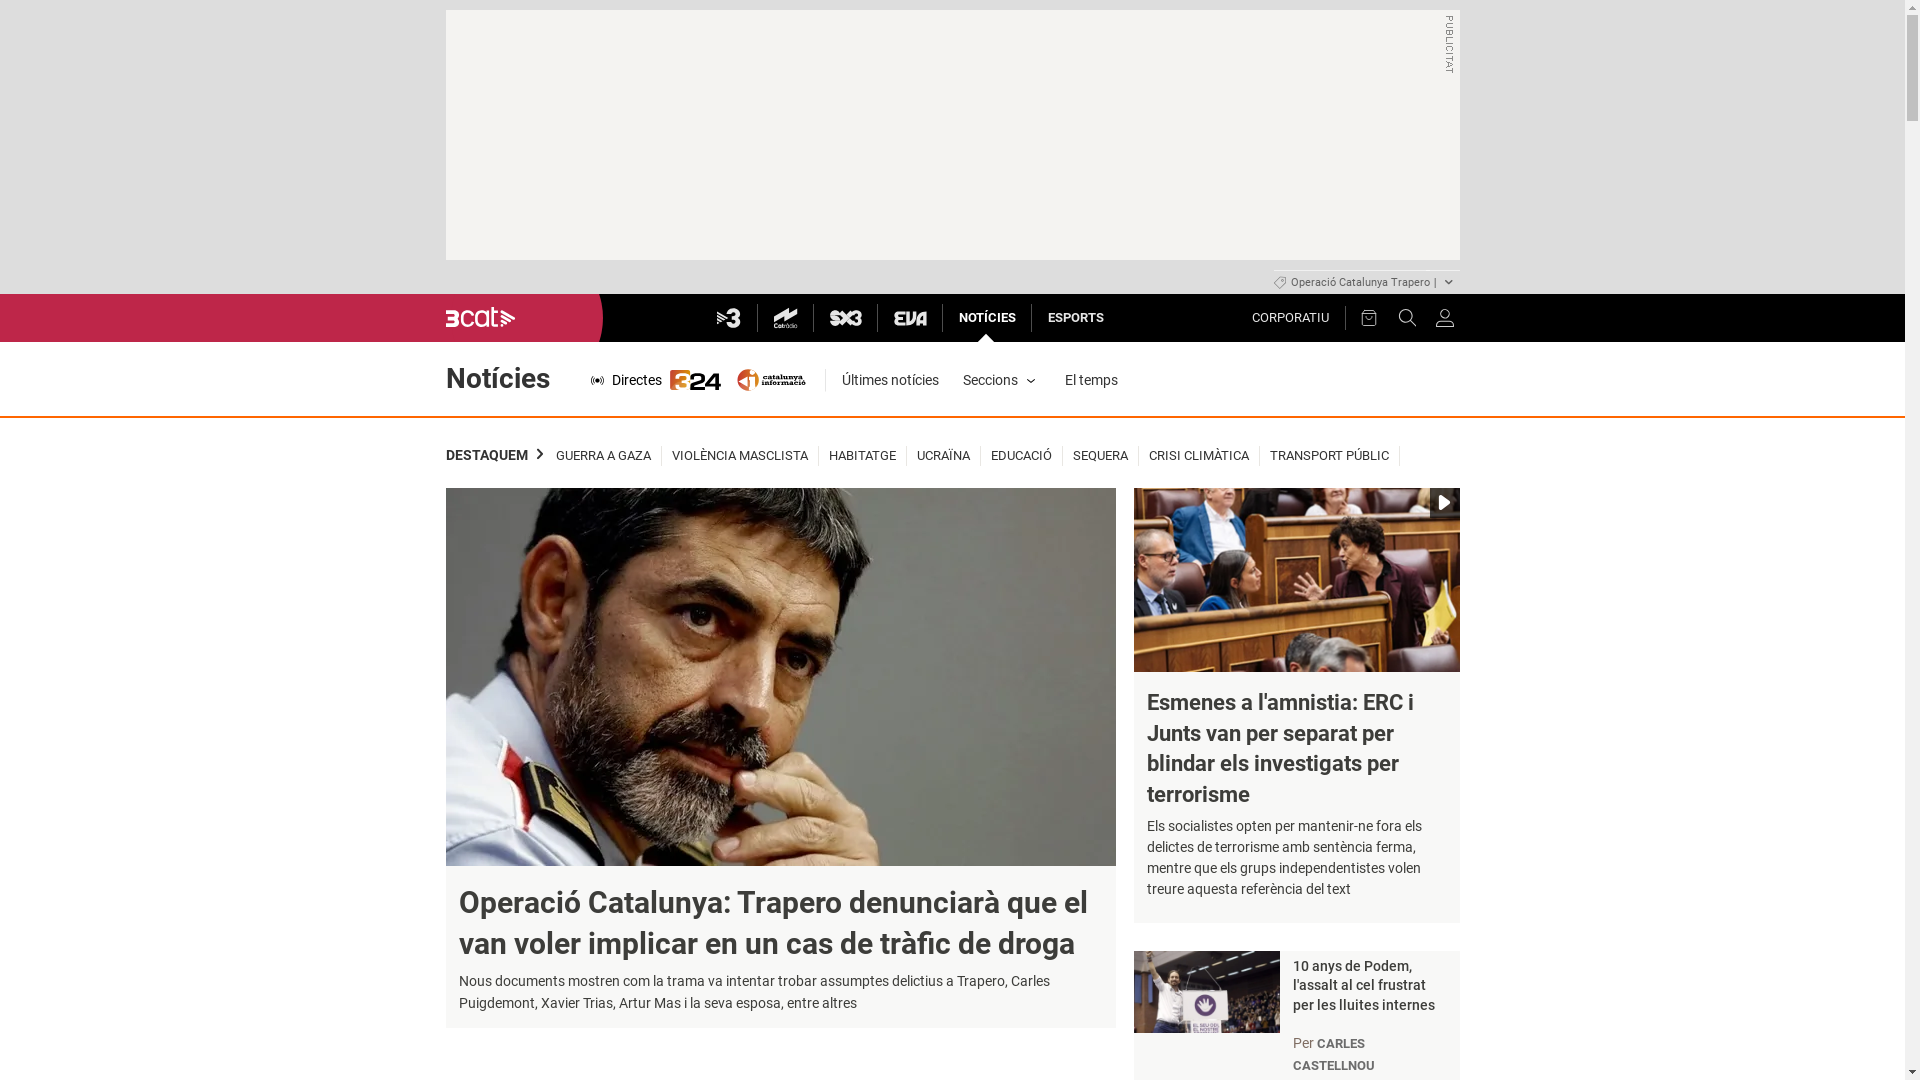 PUBLICITAT
Operació Catalunya Trapero |
3cat
3
Catràdio
SX3
EVA
NOTÍCIES
ESPORTS
CORPORATIU
Notícies
Directes
324
catalunya
informació
Últimes notícies
Seccions
El temps
DESTAQUEM
GUERRA A GAZA
VIOLÈNCIA MASCLISTA
HABITATGE
UCRAÏNA
EDUCACIÓ
SEQUERA
CRISI CLIMÀTICA
TRANSPORT PÚBLIC
Operació Catalunya: Trapero denunciarà que el
van voler implicar en un cas de tràfic de droga
Nous documents mostren com la trama va intentar trobar assumptes delictius a Trapero, Carles
Puigdemont, Xavier Trias, Artur Mas i la seva esposa, entre altres
Esmenes a l'amnistia: ERC i
Junts van per separat per
blindar els investigats per
terrorisme
Els socialistes opten per mantenir-ne fora els
delictes de terrorisme amb sentència ferma,
mentre que els grups independentistes volen
treure aquesta referència del text
10 anys de Podem,
l'assalt al cel frustrat
per les lluites internes
Per CARLES
CASTELLNOU